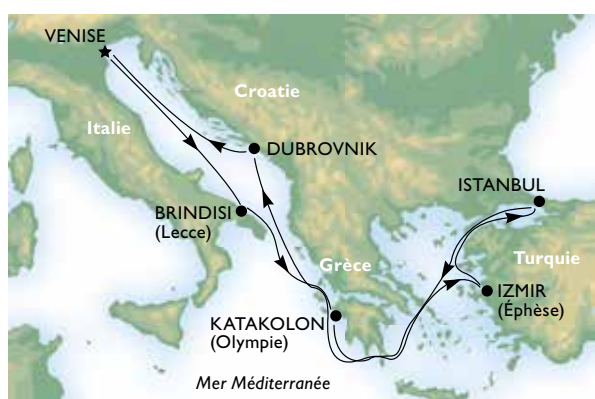 VENISE
Croatie
Italie
DUBROVNIK
ISTANBUL
BRINDISI
(Lecce)
Grèce
Turquie
IZMIR
(Éphèse)
KATAKOLON
(Olympie)
Mer Méditerranée